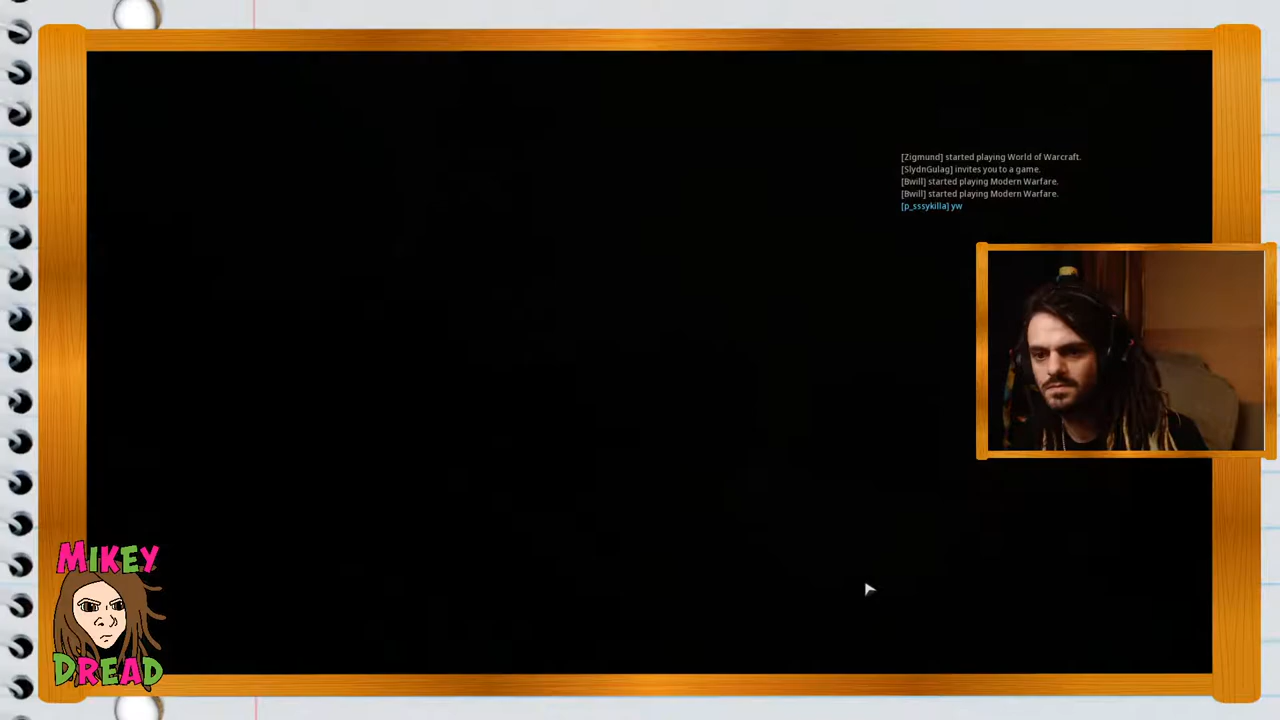 [Zigmund] started playing World of Warcraft.
[SlydnGulag] invites you to a game.
[Bwill] started playing Modern Warfare.
[Bwill] started playing Modern Warfare.
[p_sssykilla] yw
MIKEY
DREAD